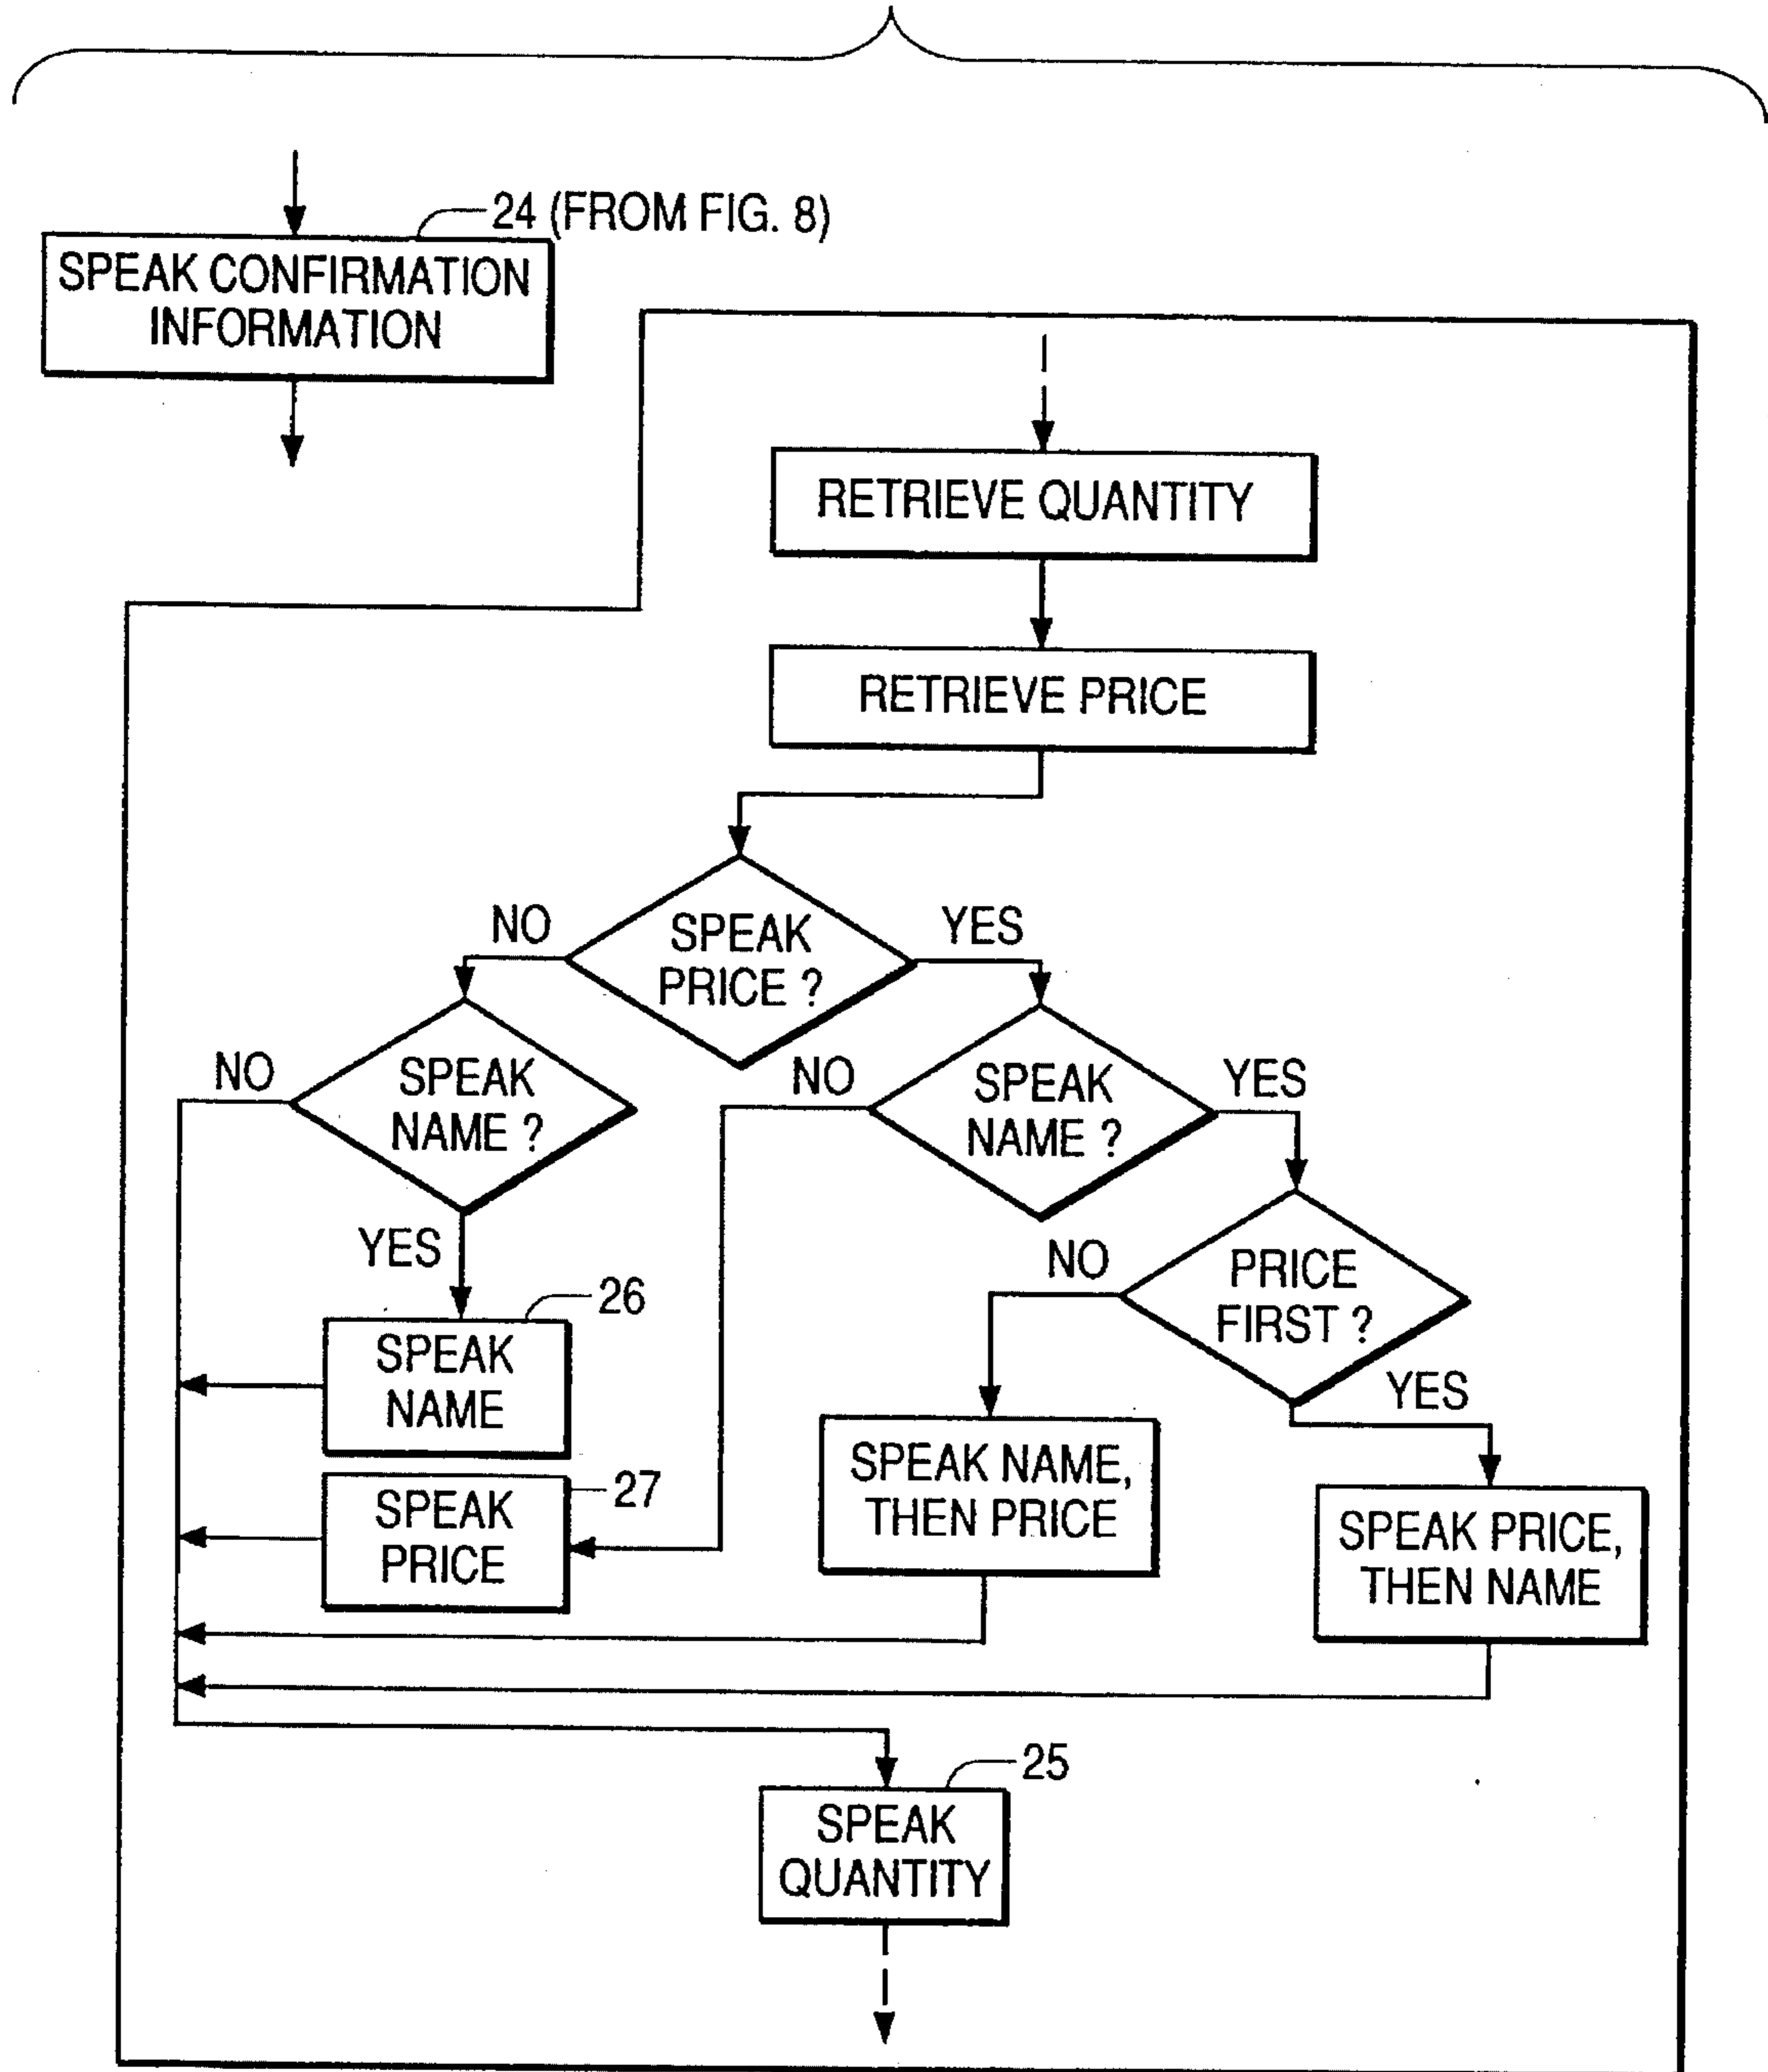 24 (FROM FIG. 8)
SPEAK CONFIRMATION
INFORMATION
RETRIEVE QUANTITY
RETRIEVE PRICE
NO
SPEAK
PRICE ?
YES
NO
SPEAK
NAME ?
NO
SPEAK
NAME ?
YES
YES
NO
PRICE
FIRST ?
YES
26
SPEAK
NAME
27
SPEAK
PRICE
SPEAK NAME,
THEN PRICE
SPEAK PRICE,
THEN NAME
25
SPEAK
QUANTITY